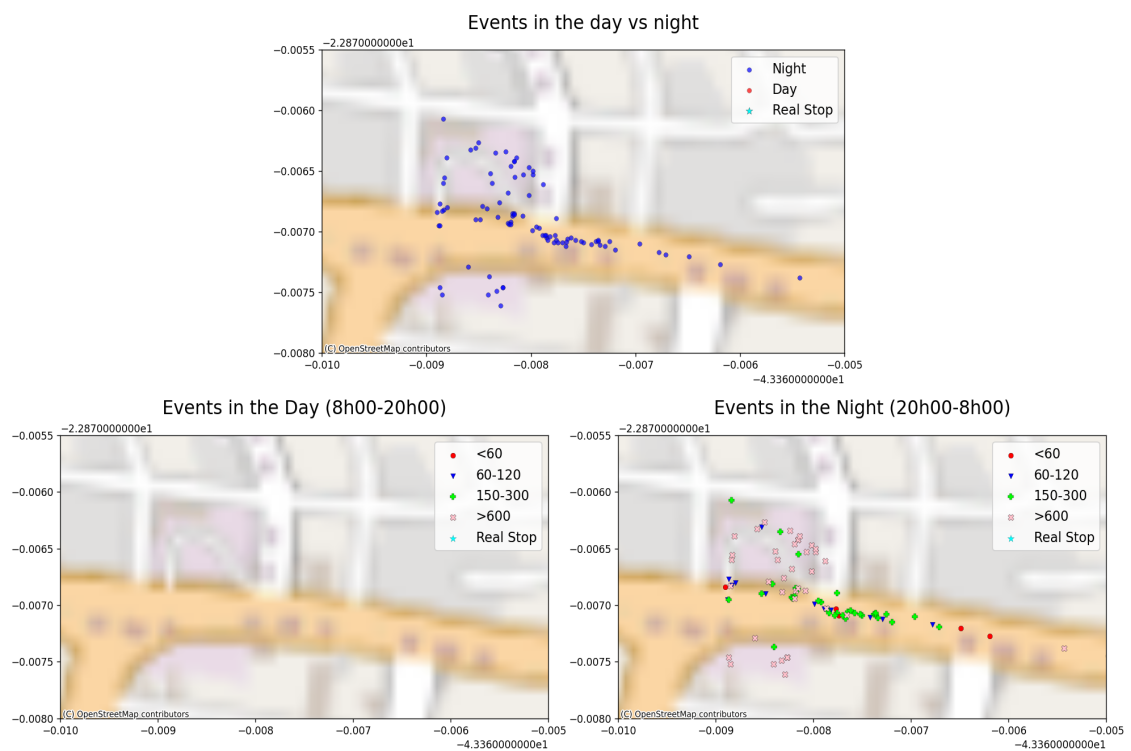 Events in the day vs night
−2.2870000000e1
−0.0055
−0.0060
−0.0065
−0.0070
−0.0075
−0.0080
Night
Day
Real Stop
(C) OpenStreetMap contributors
−0.010 −0.009 −0.008 −0.007 −0.006 −0.005
−4.3360000000e1
Events in the Day (8h00-20h00)
−2.2870000000e1
−0.0055
−0.0060
−0.0065
−0.0070
−0.0075
−0.0080
<60
60-120
150-300
>600
Real Stop
(C) OpenStreetMap contributors
−0.010 −0.009 −0.008 −0.007 −0.006 −0.005
−4.3360000000e1
Events in the Night (20h00-8h00)
−2.2870000000e1
−0.0055
−0.0060
−0.0065
−0.0070
−0.0075
−0.0080
<60
60-120
150-300
>600
Real Stop
(C) OpenStreetMap contributors
−0.010 −0.009 −0.008 −0.007 −0.006 −0.005
−4.3360000000e1